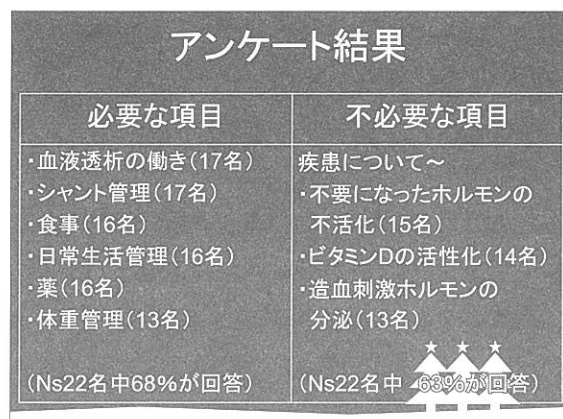 アンケート結果
必要な項目
・血液透析の働き(17名)
・シャント管理(17名)
・食事(16名)
・日常生活管理(16名)
・薬(16名)
・体重管理(13名)
(Ns22名中68%が回答)
不必要な項目
疾患について～
・不要になったホルモンの
不活化(15名)
・ビタミンDの活性化(14名)
・造血刺激ホルモンの
分泌(13名)
(Ns22名中 63%が回答)